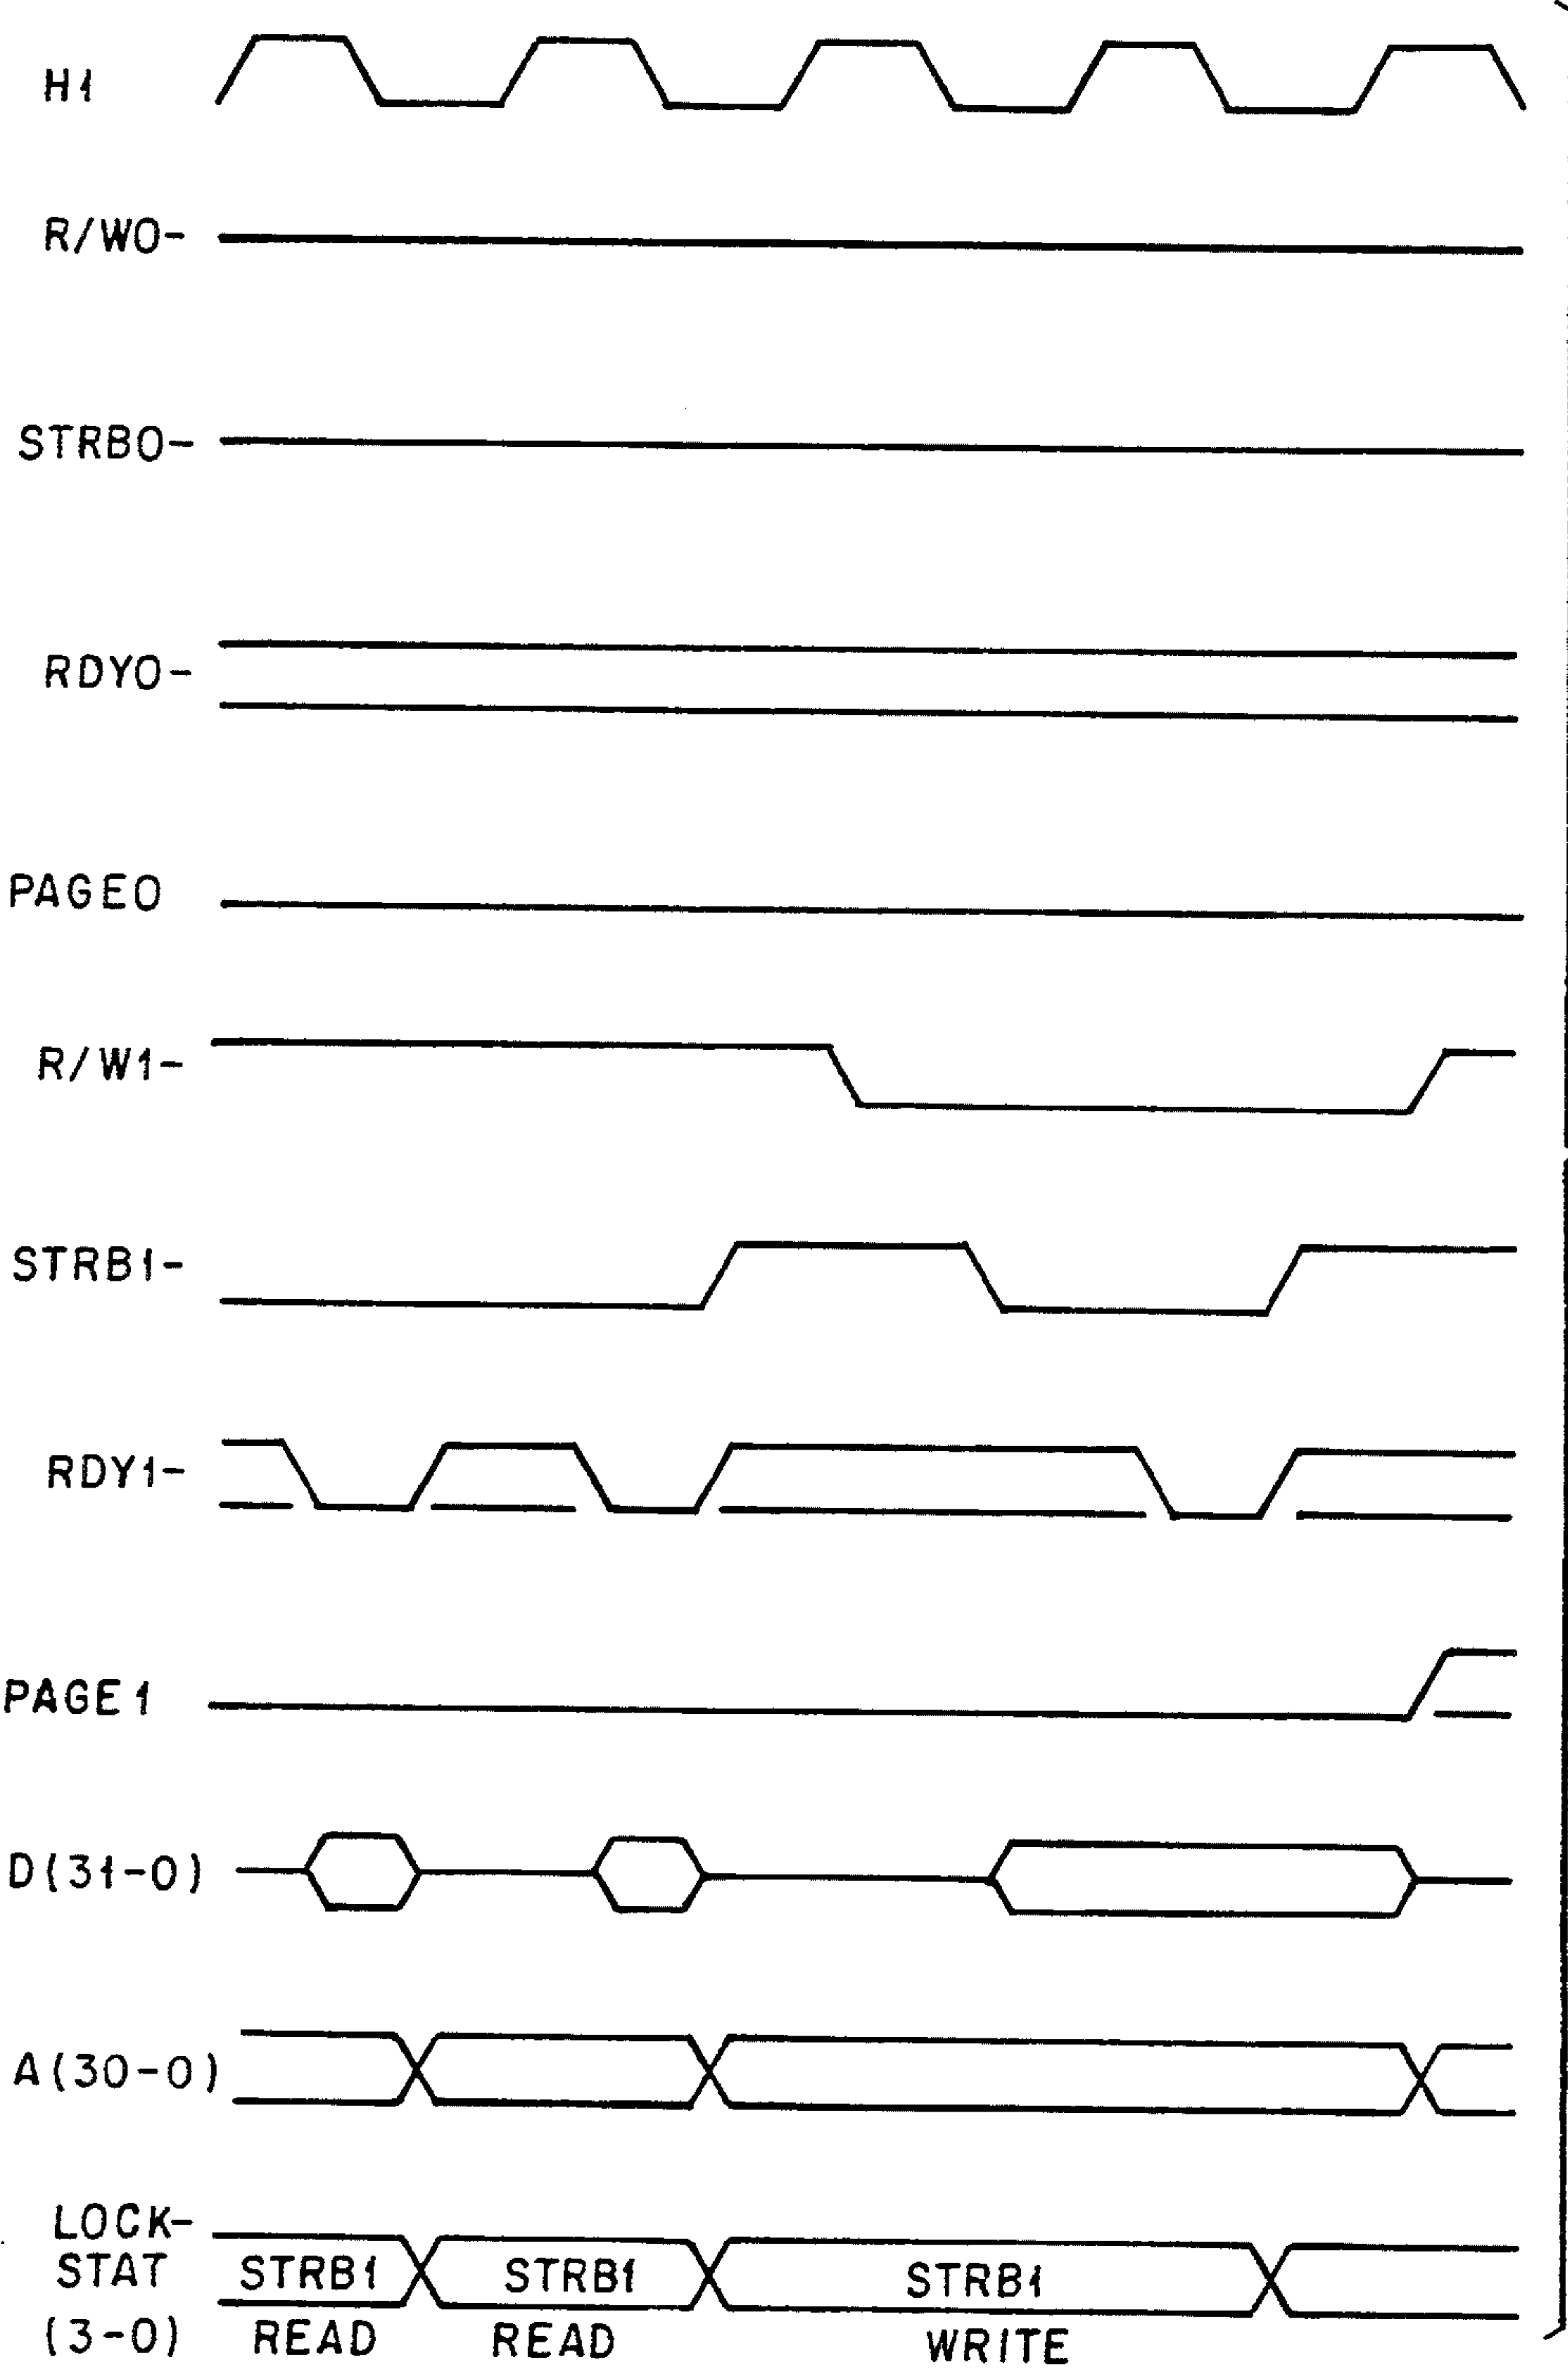 H1
R/W0-
STRB0-
RDY0-
PAGE0
R/W1-
STRB1-
RDY1-
PAGE1
D(31-0)
A(30-0)
LOCK-
STAT STRB1 STRB1 STRB1
(3-0) READ READ WRITE